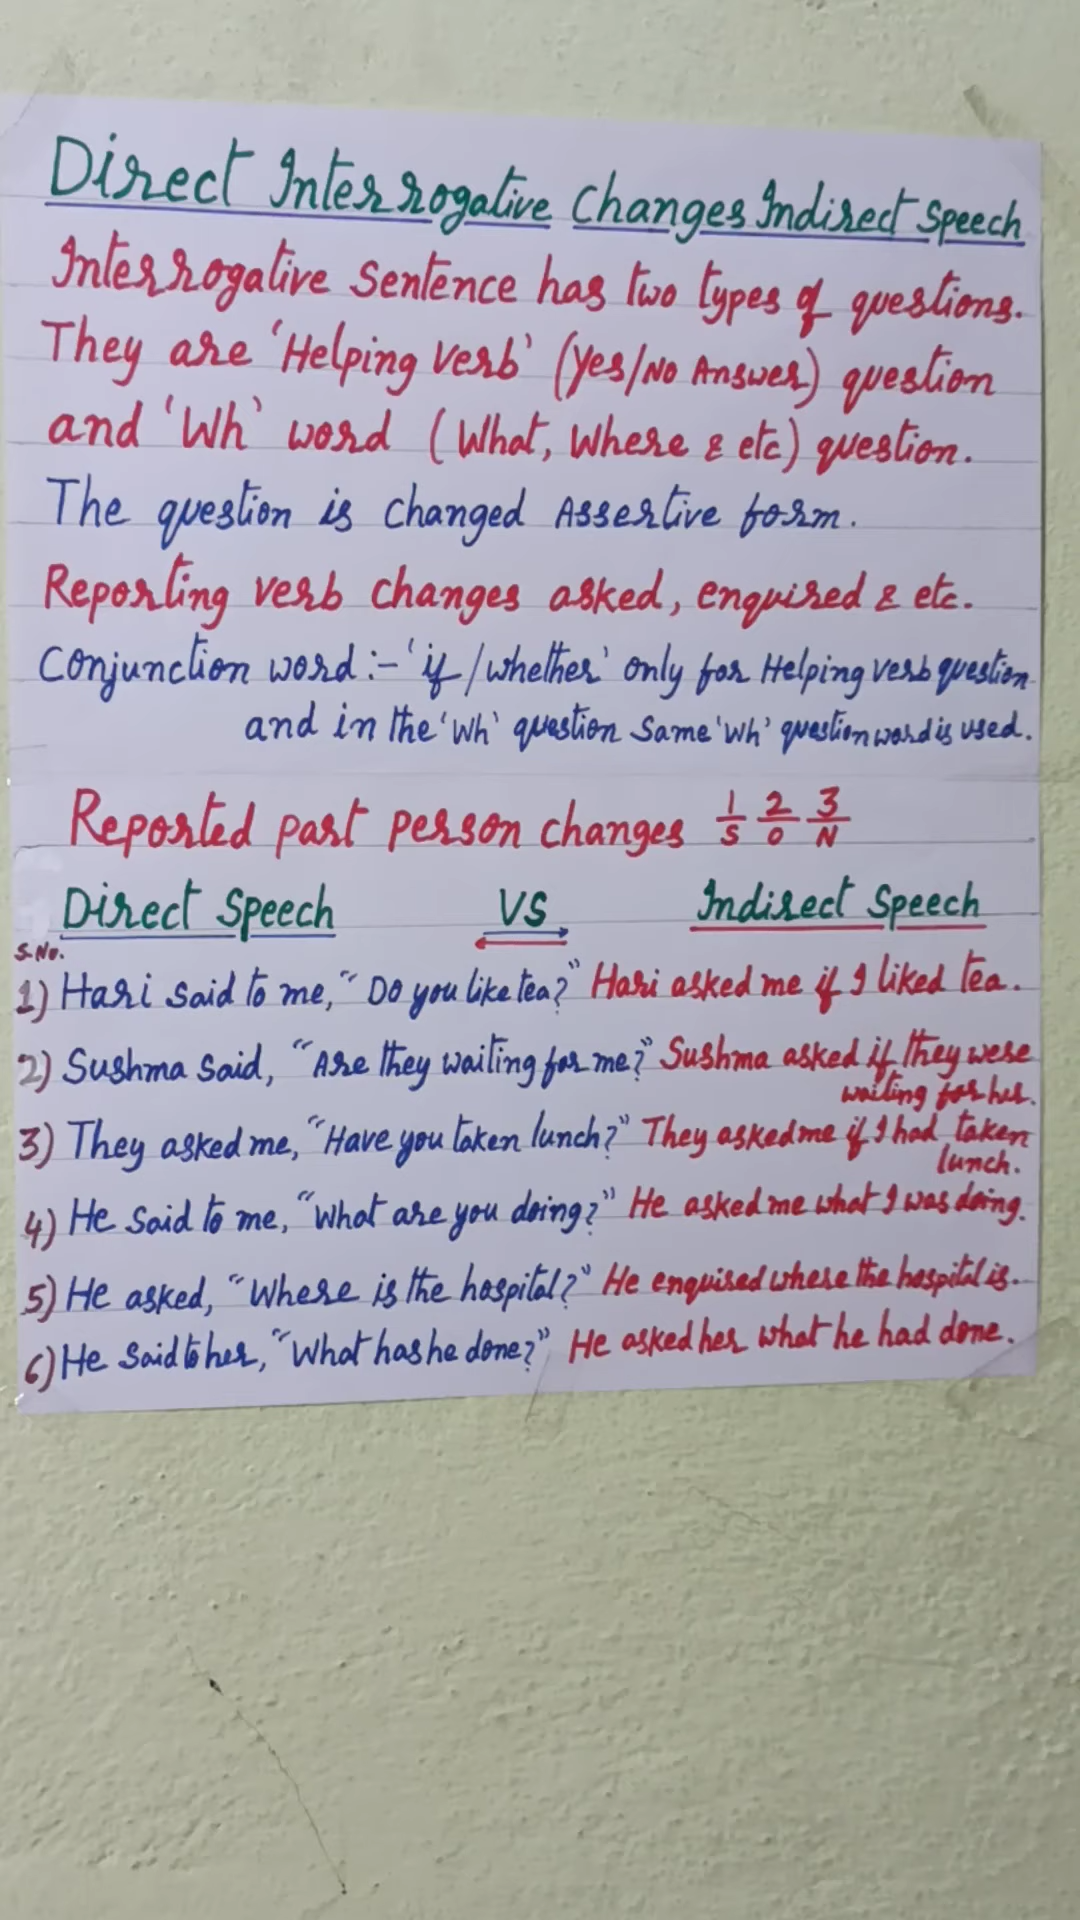 Direct Interrogative Changes Indirect Speech
Interrogative Sentence has two types of questions.
They are 'Helping Verb' (Yes/No Answer) question
and 'Wh' word (What, Where & etc) question.
The question is changed Assertive form.
Reporting verb changes asked, enquired & etc.
Conjunction word :- 'if /whether' only for Helping verb question
and in the 'Wh' question Same 'Wh' question word is used.
Reported part person changes 1/S 2/O 3/N
Direct Speech VS Indirect Speech
S.No.
1) Hari said to me, "Do you like tea?" Hari asked me if I liked tea.
2) Sushma Said, "Are they waiting for me?" Sushma asked if they were
waiting for her.
3) They asked me, "Have you taken lunch?" They asked me if I had taken
lunch.
4) He Said to me, "What are you doing?" He asked me what I was doing.
5) He asked, "Where is the hospital?" He enquired where the hospital is.
6) He Said to her, "What has he done?" He asked her what he had done.